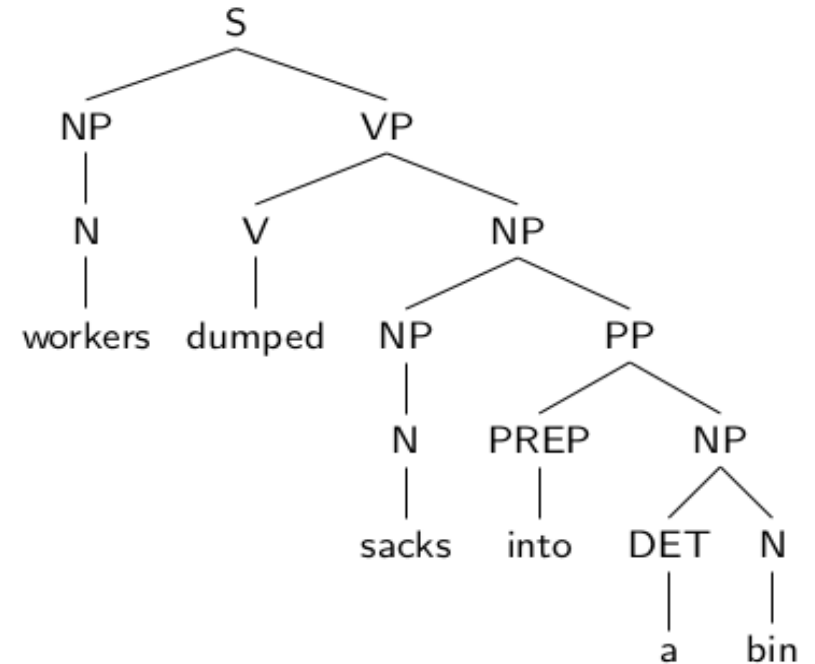 S
NP VP
N V NP
workers dumped NP PP
N PREP NP
sacks into DET N
a bin